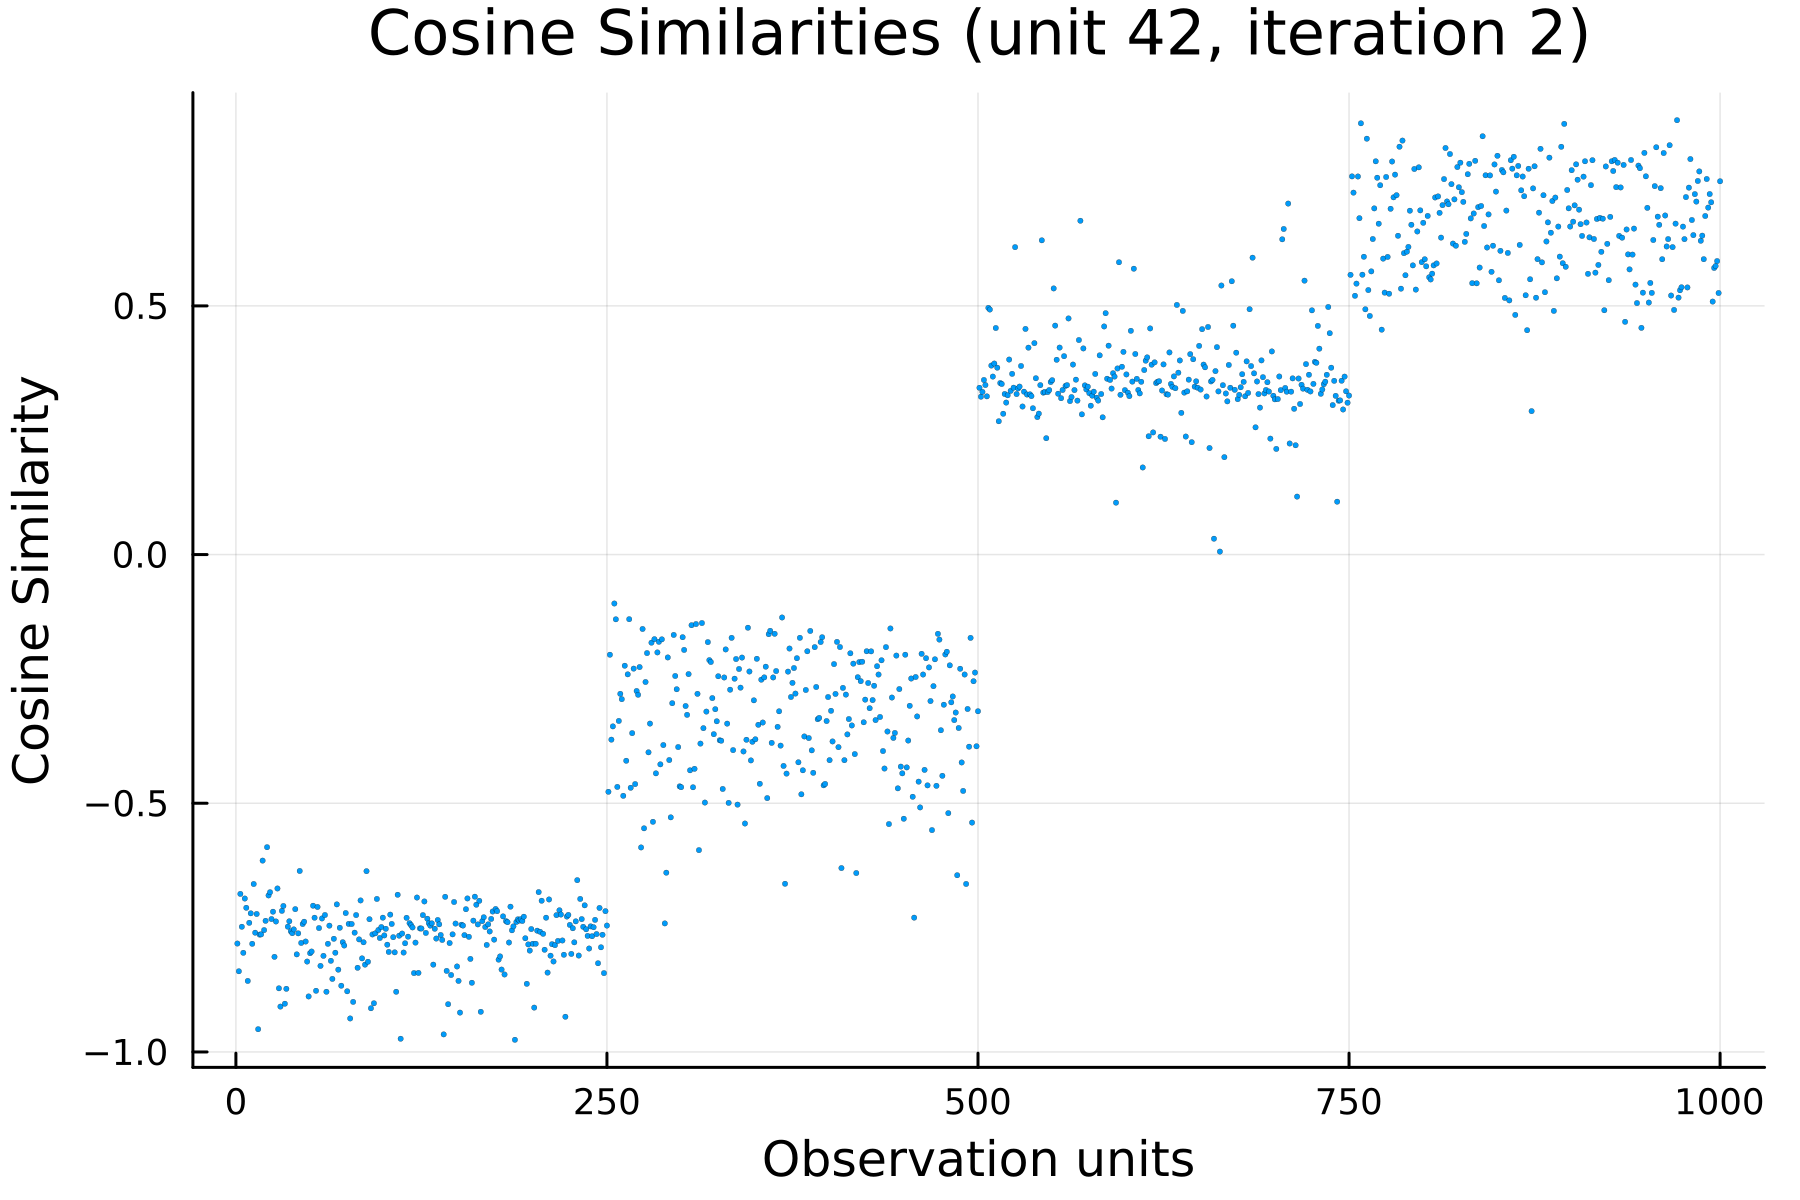 Cosine Similarities (unit 42, iteration 2)
Cosine Similarity
0.5
0.0
−0.5
−1.0
0 250 500 750 1000
Observation units